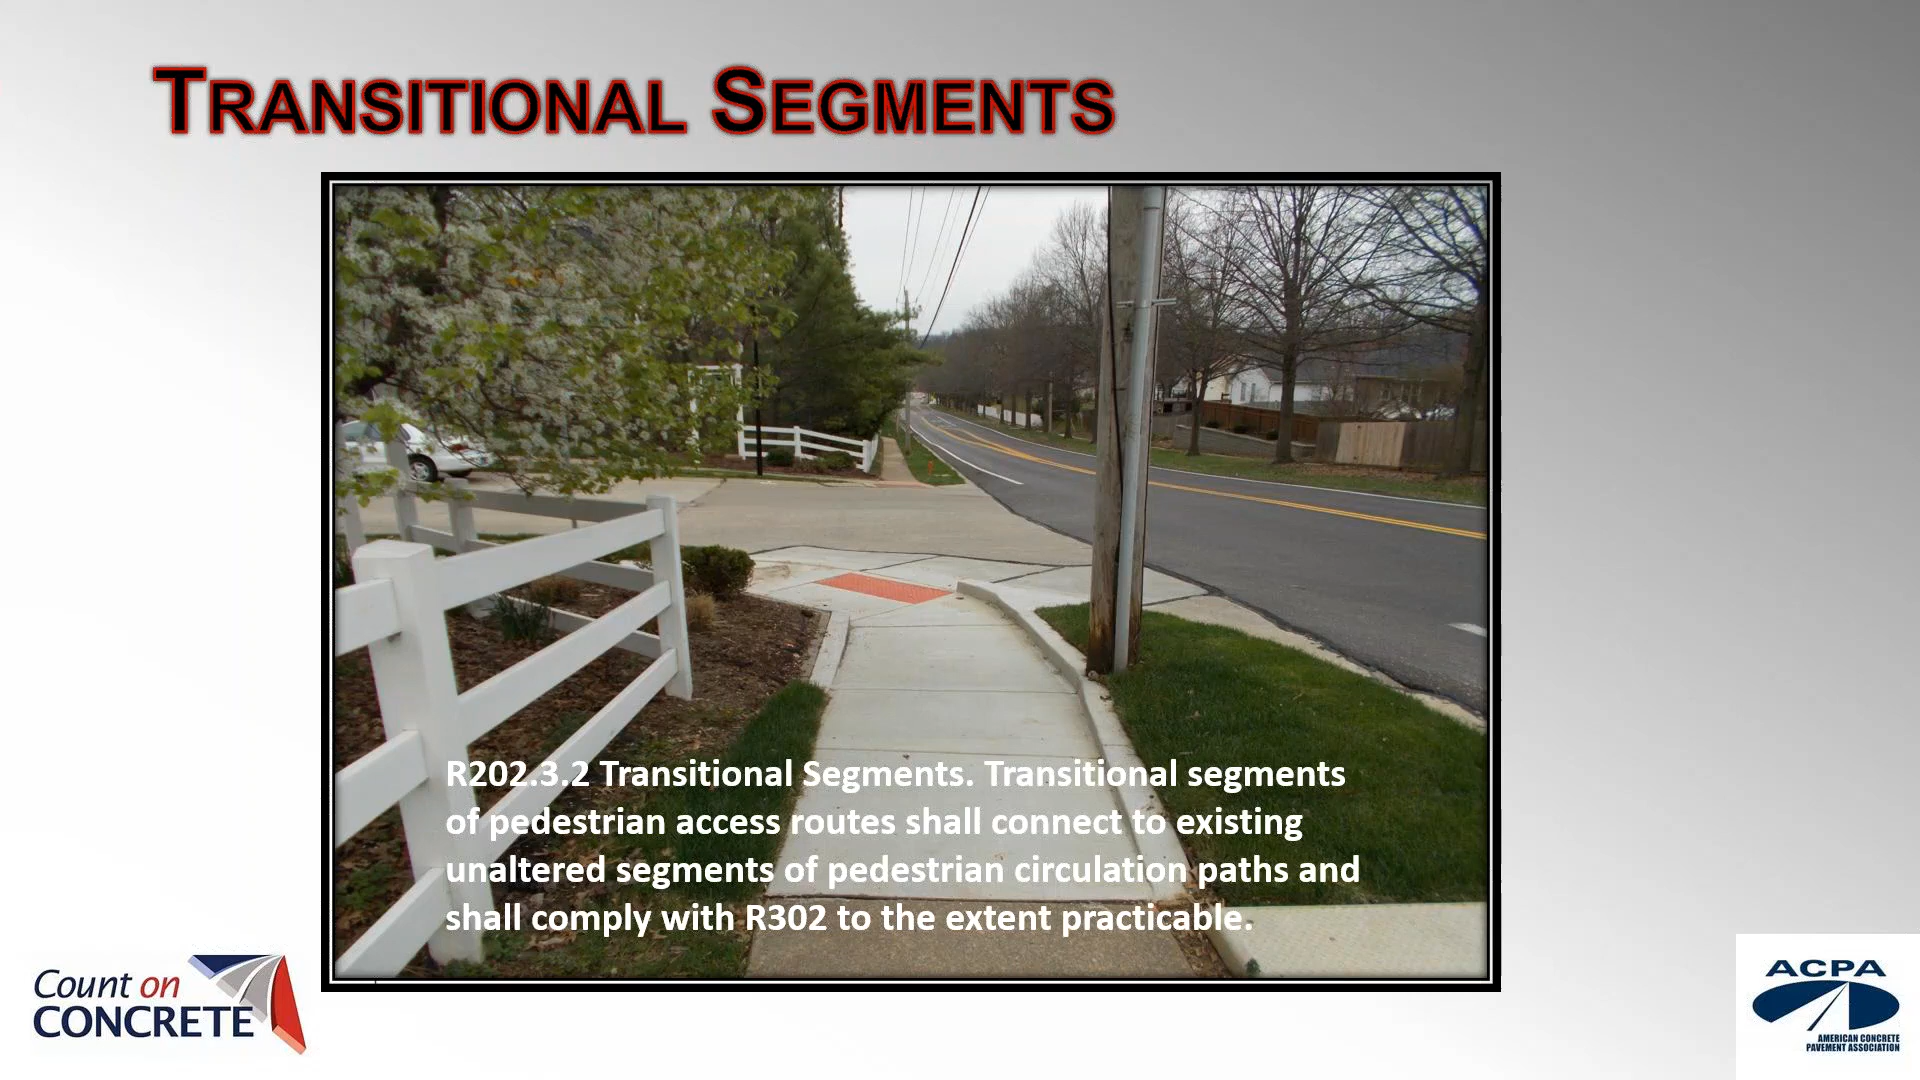 TRANSITIONAL SEGMENTS
R202.3.2 Transitional Segments. Transitional segments
of pedestrian access routes shall connect to existing
unaltered segments of pedestrian circulation paths and
shall comply with R302 to the extent practicable.
Count on
CONCRETE
ACPA
AMERICAN CONCRETE
PAVEMENT ASSOCIATION